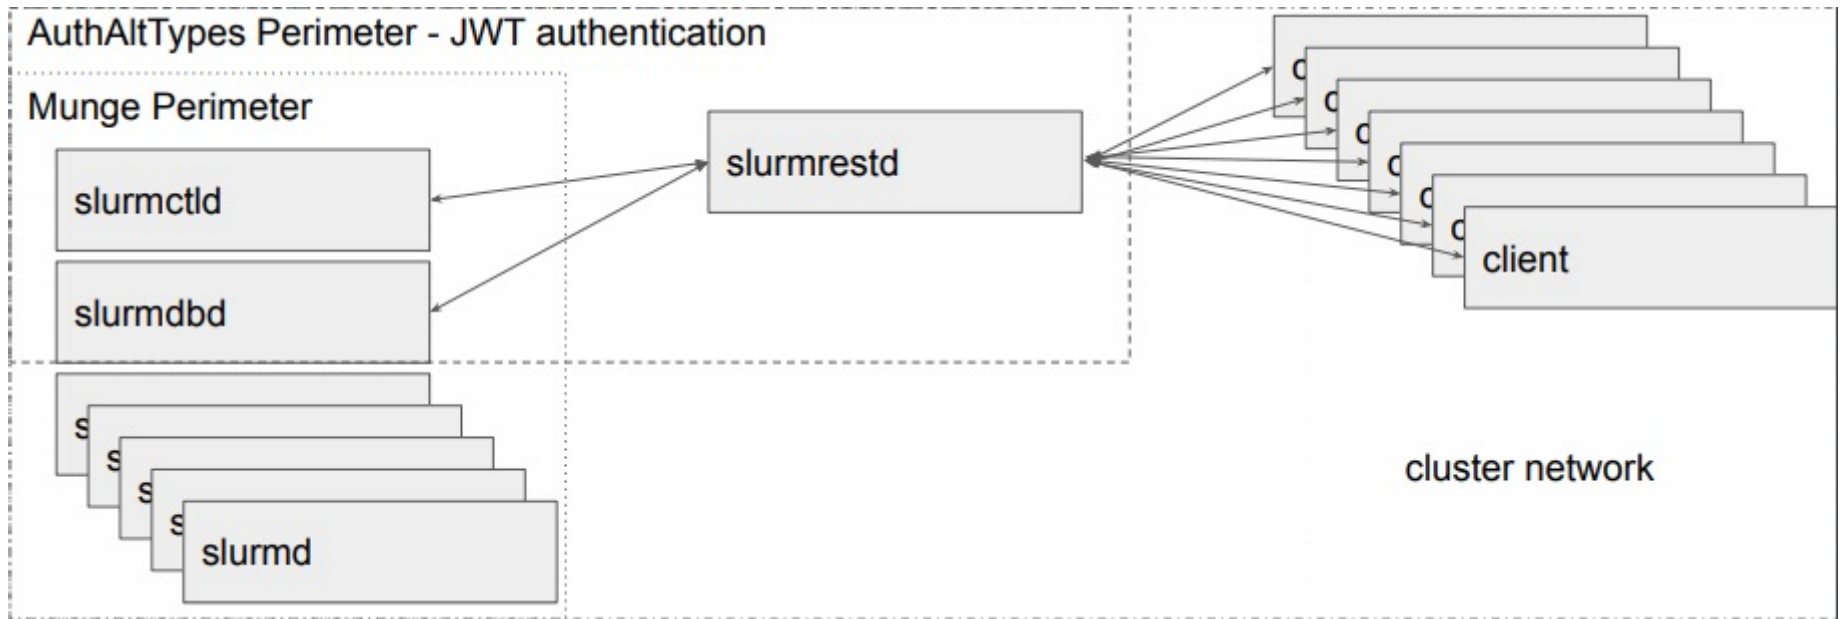 AuthAltTypes Perimeter - JWT authentication
Munge Perimeter
slurmctld
slurmrestd
slurmdbd
c
c
c
c
c
c
client
s
s
s
s
slurmd
cluster network